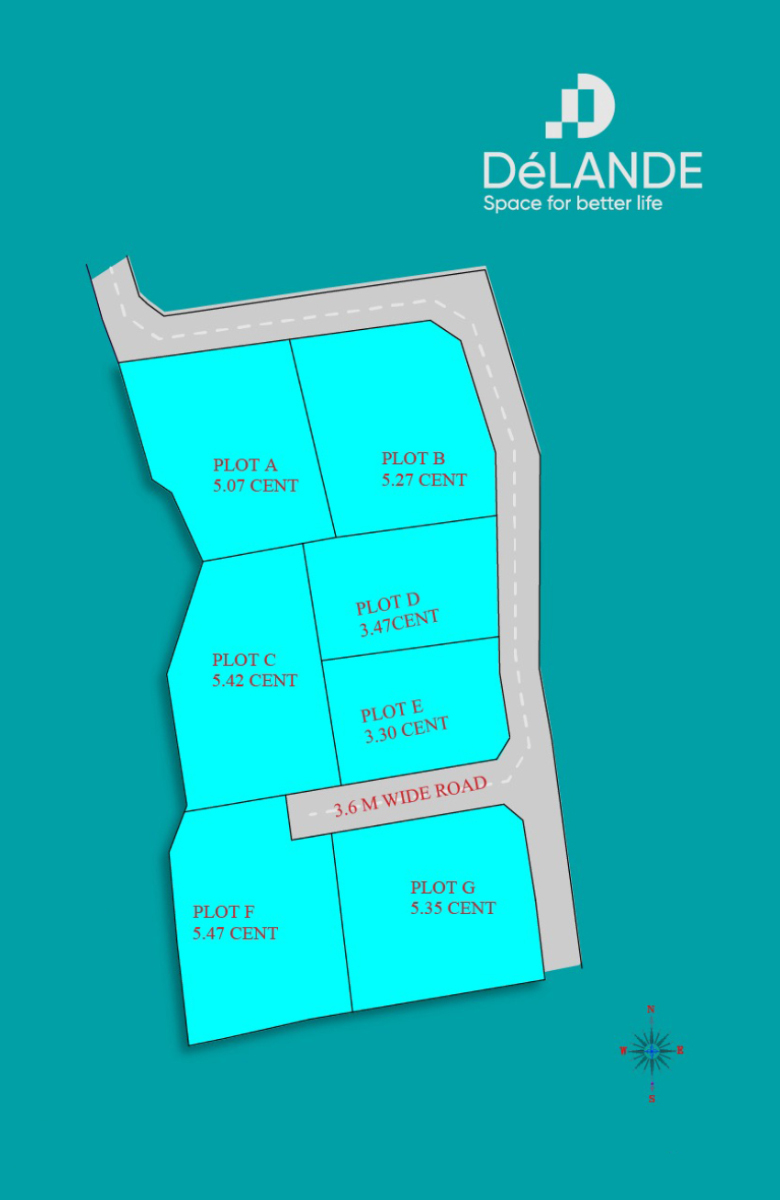 DéLANDE
Space for better life
PLOT A
5.07 CENT
PLOT B
5.27 CENT
PLOT D
3.47CENT
PLOT C
5.42 CENT
PLOT E
3.30 CENT
3.6 M WIDE ROAD
PLOT G
5.35 CENT
PLOT F
5.47 CENT
N
W E
S